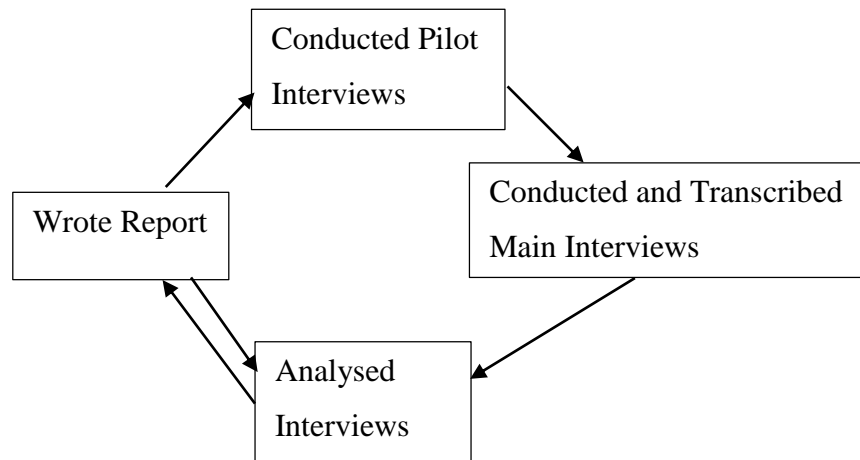 Conducted Pilot
Interviews
Conducted and Transcribed
Main Interviews
Wrote Report
Analysed
Interviews